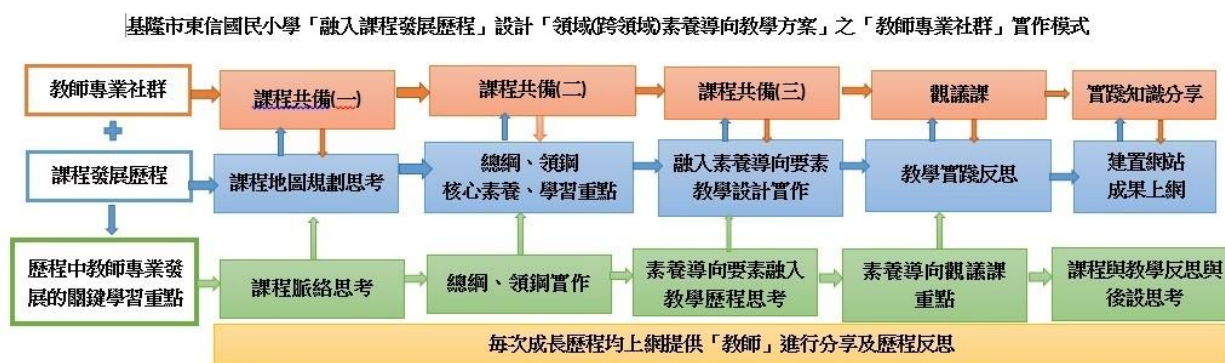 基隆市東信國民小學「融入課程發展歷程」設計「領域(跨領域)素養導向教學方案」之「教師專業社群」實作模式
教師專業社群
課程共備(一)
課程共備(二)
課程共備(三)
觀議課
實踐知識分享
課程發展歷程
課程地圖規劃思考
總綱、領鋼
核心素養、學習重點
融入素養導向要素
教學設計實作
教學實踐反思
建置網站
成果上網
歷程中教師專業發
展的關鍵學習重點
課程脈絡思考
總綱、領鋼實作
素養導向要素融入
教學歷程思考
素養導向觀議課
重點
課程與教學反思與
後設思考
每次成長歷程均上網提供「教師」進行分享及歷程反思